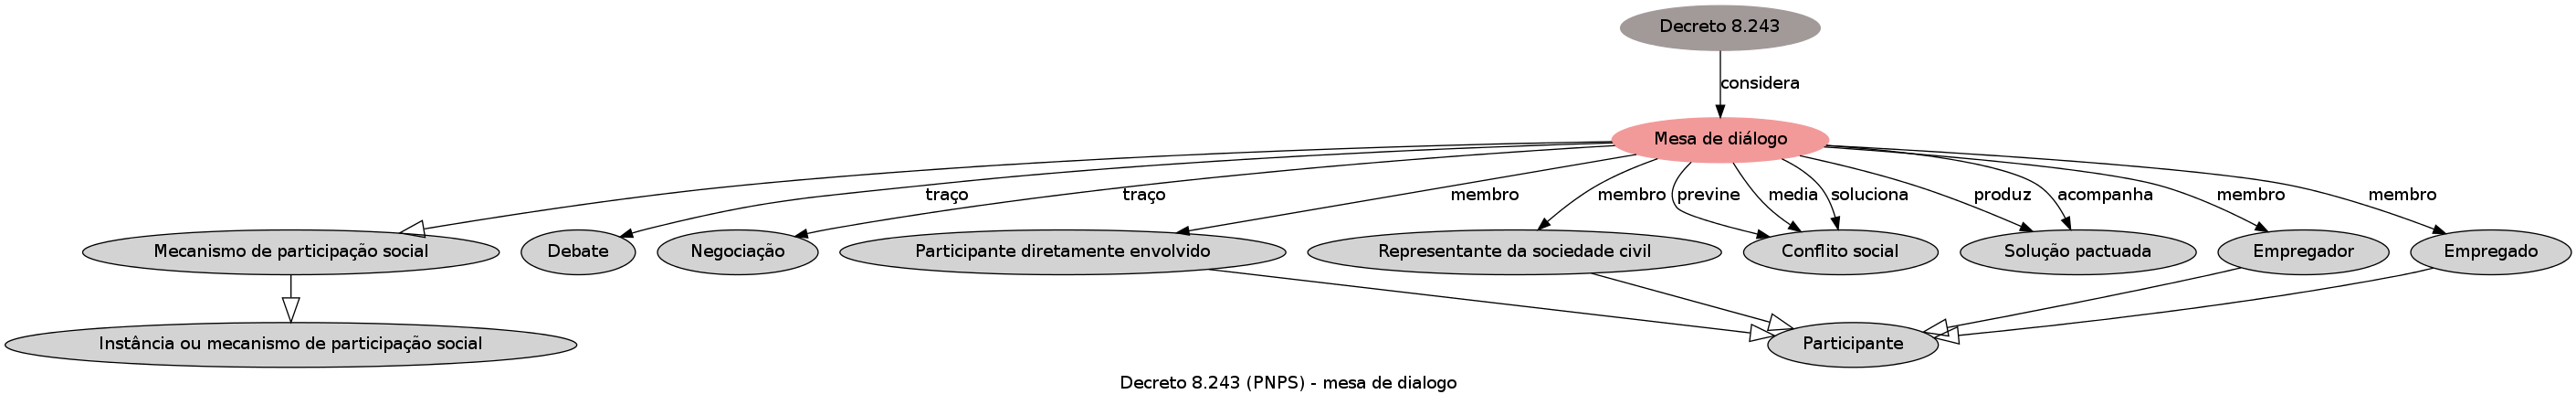 Decreto 8.243
considera
Mesa de diálogo
traço
traço
membro
membro
previne
media
soluciona
produz
acompanha
membro
membro
Mecanismo de participação social
Debate
Negociação
Participante diretamente envolvido
Representante da sociedade civil
Conflito social
Solução pactuada
Empregador
Empregado
Instância ou mecanismo de participação social
Participante
Decreto 8.243 (PNPS) - mesa de dialogo